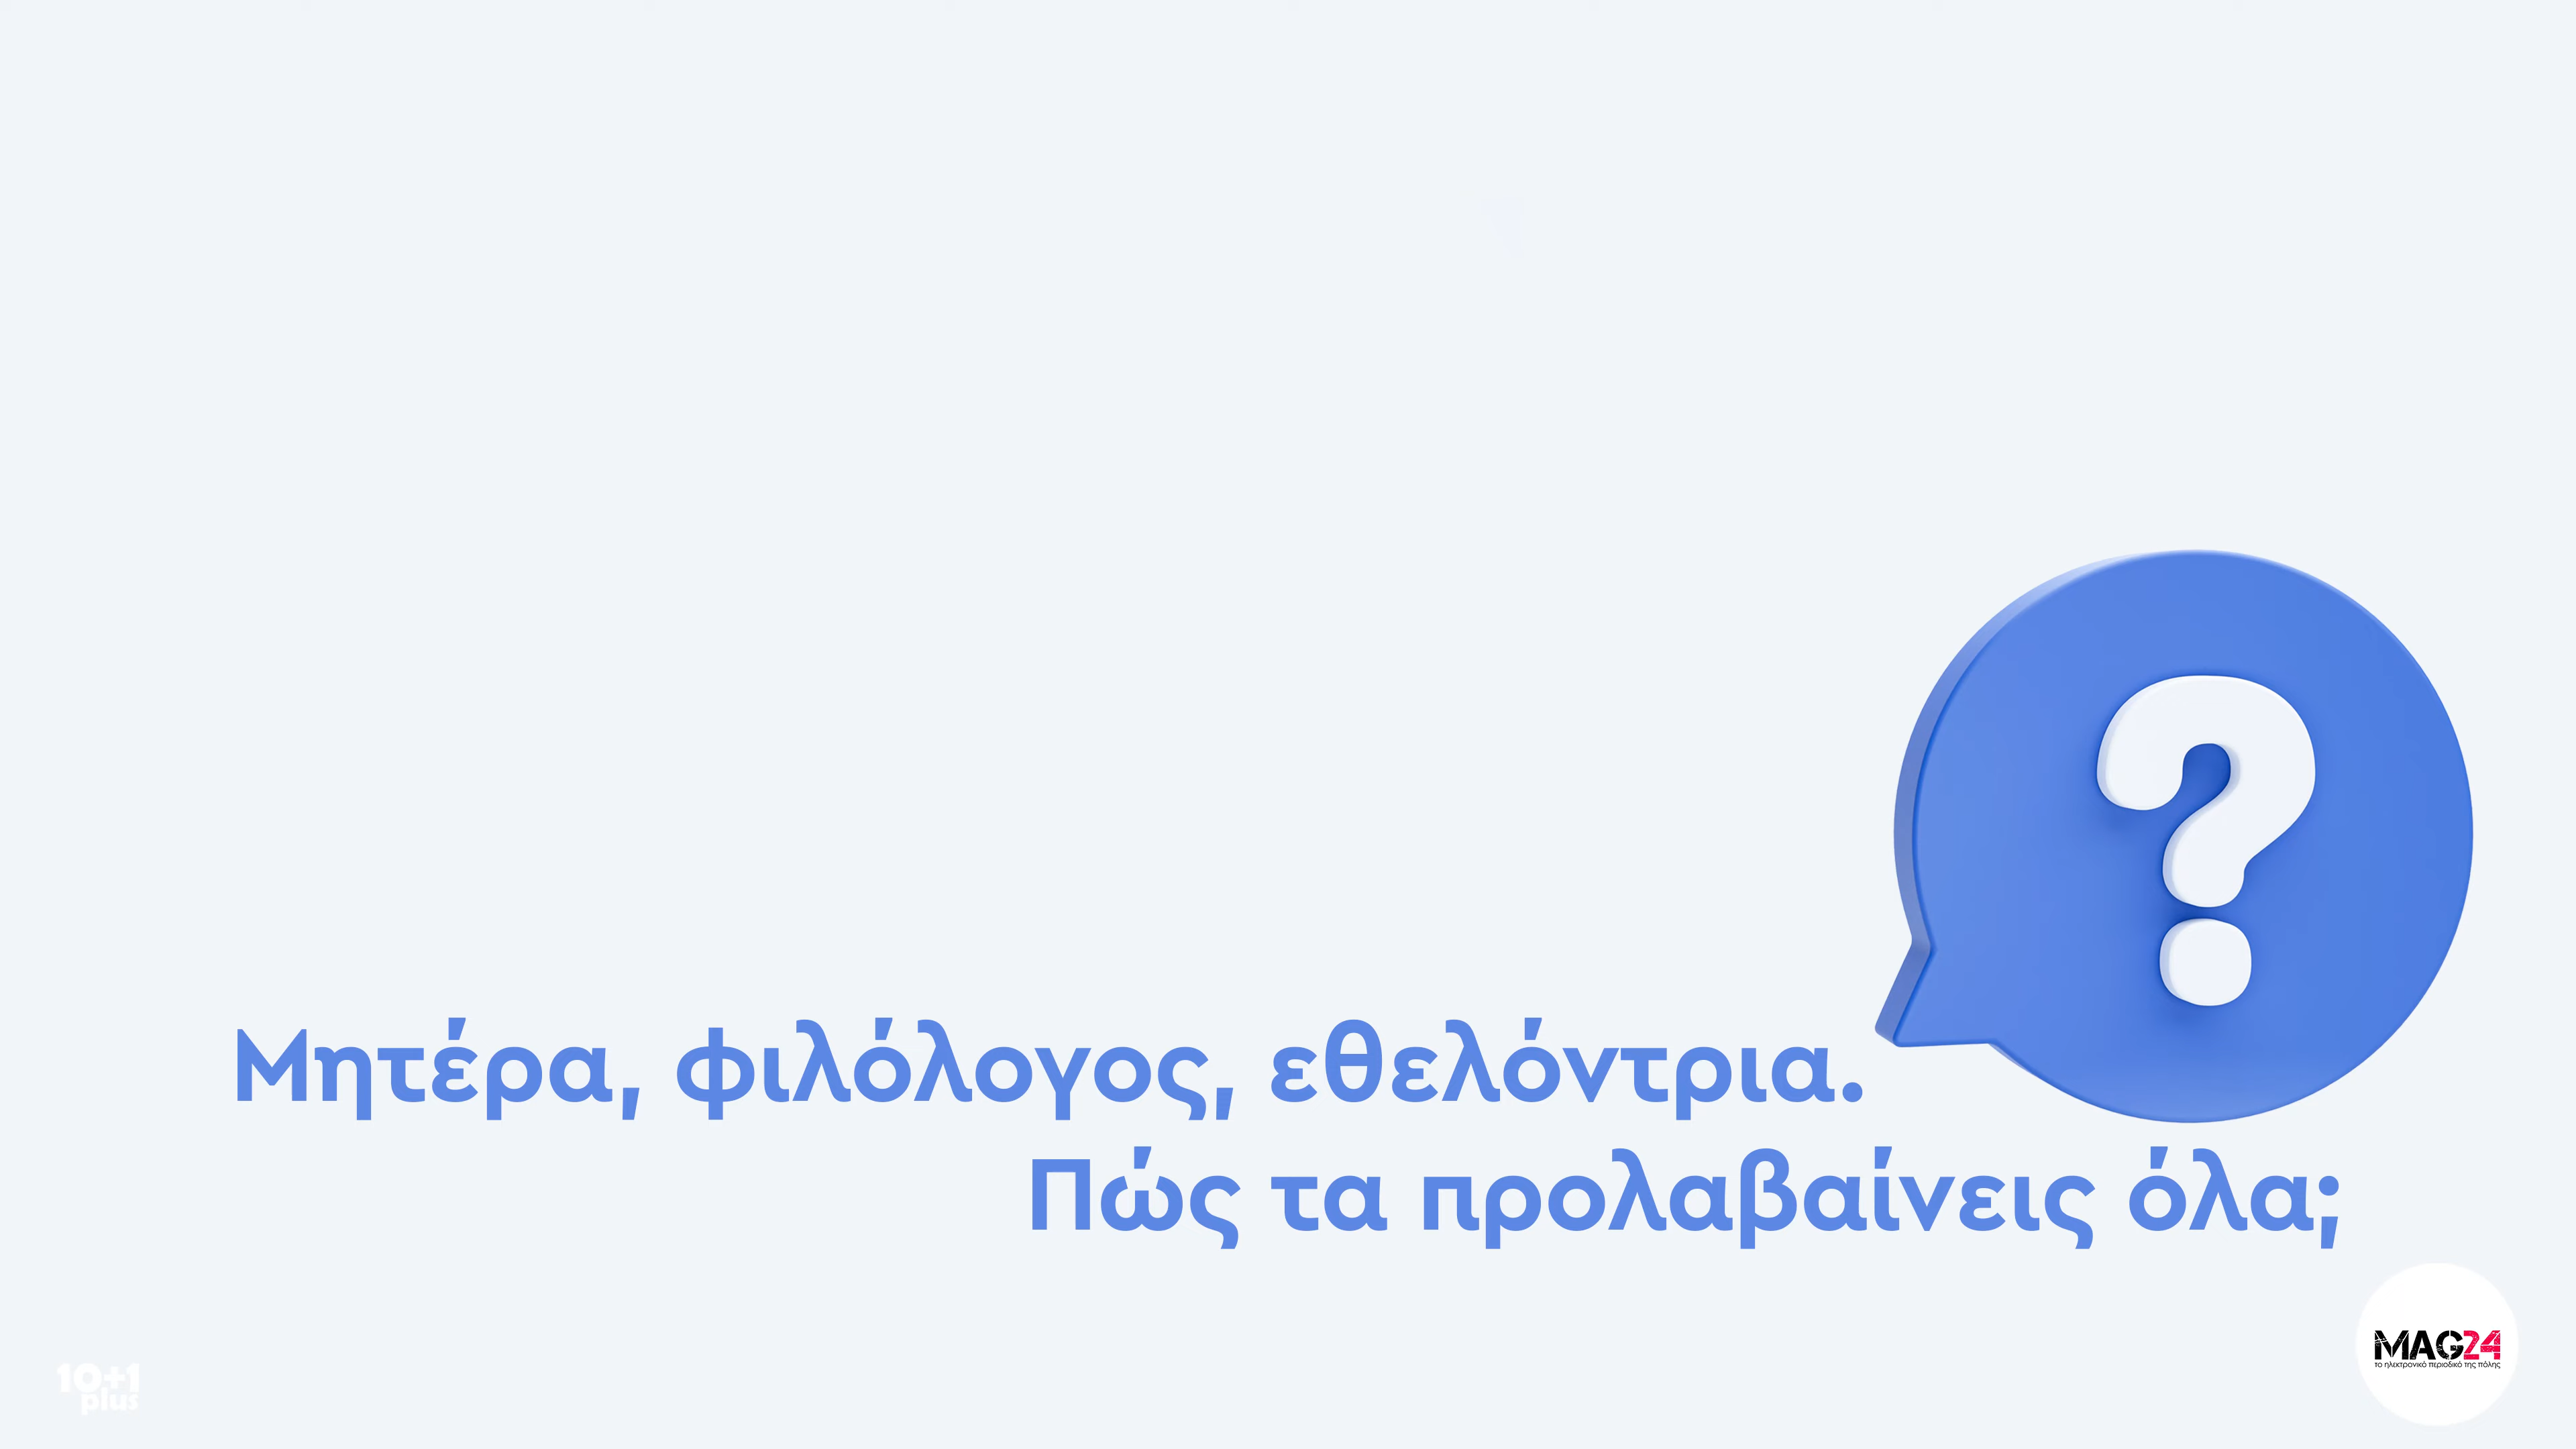 ?
Μητέρα, φιλόλογος, εθελόντρια.
Πώς τα προλαβαίνεις όλα;
10+1
plus
MAG24
το ηλεκτρονικό περιοδικό της πόλης